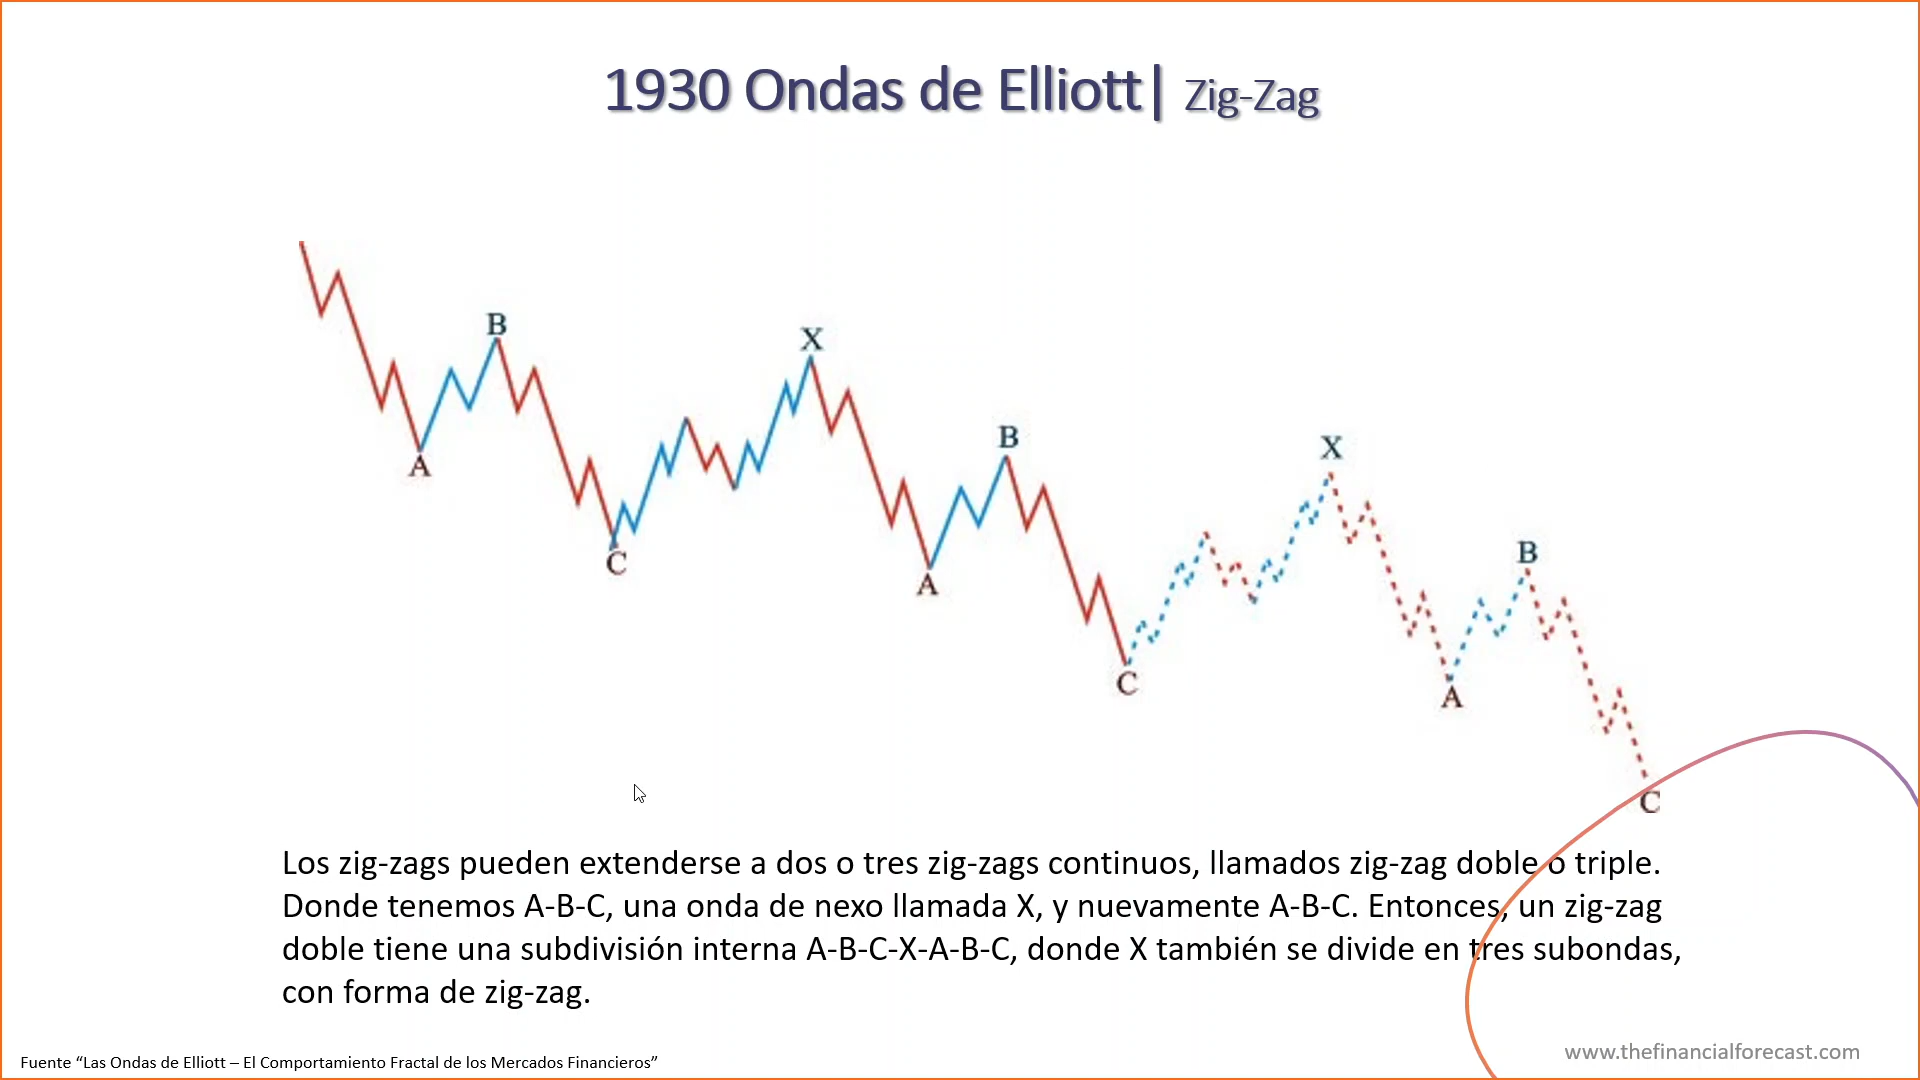 1930 Ondas de Elliott| Zig-Zag
B
X
B
X
B
A
C
A
C
A
C
Los zig-zags pueden extenderse a dos o tres zig-zags continuos, llamados zig-zag doble o triple.
Donde tenemos A-B-C, una onda de nexo llamada X, y nuevamente A-B-C. Entonces, un zig-zag
doble tiene una subdivisión interna A-B-C-X-A-B-C, donde X también se divide en tres subondas,
con forma de zig-zag.
Fuente “Las Ondas de Elliott – El Comportamiento Fractal de los Mercados Financieros”
www.thefinancialforecast.com